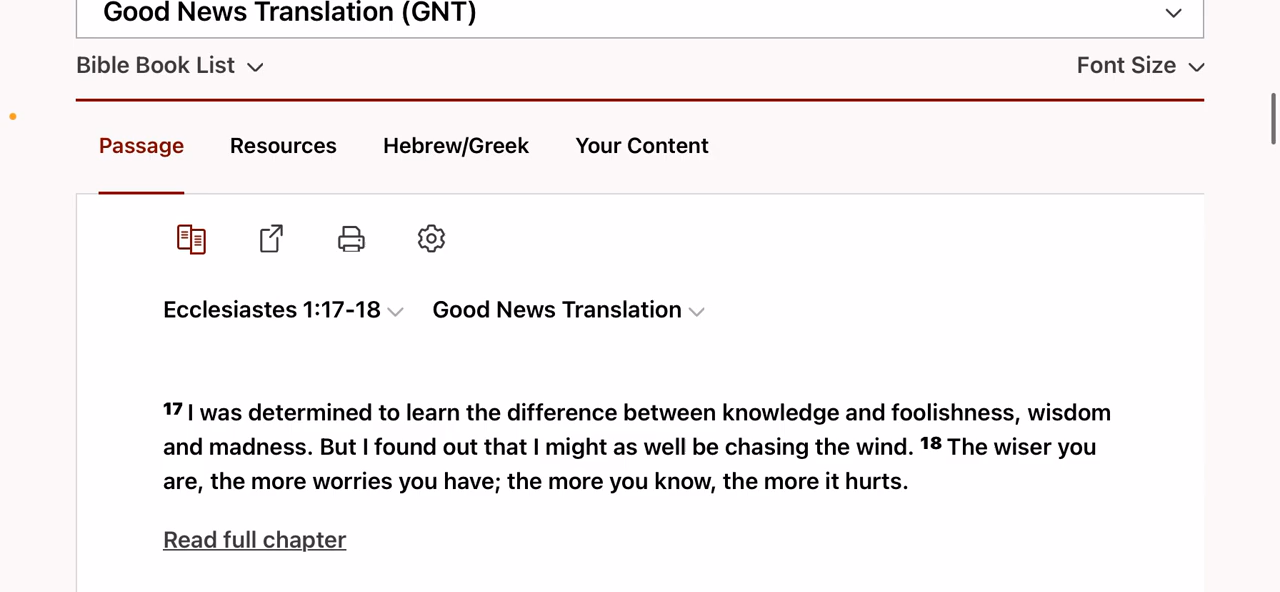 Good News Translation (GNT)
Bible Book List Font Size
Passage Resources Hebrew/Greek Your Content
Ecclesiastes 1:17-18 Good News Translation
17 I was determined to learn the difference between knowledge and foolishness, wisdom
and madness. But I found out that I might as well be chasing the wind. 18 The wiser you
are, the more worries you have; the more you know, the more it hurts.
Read full chapter